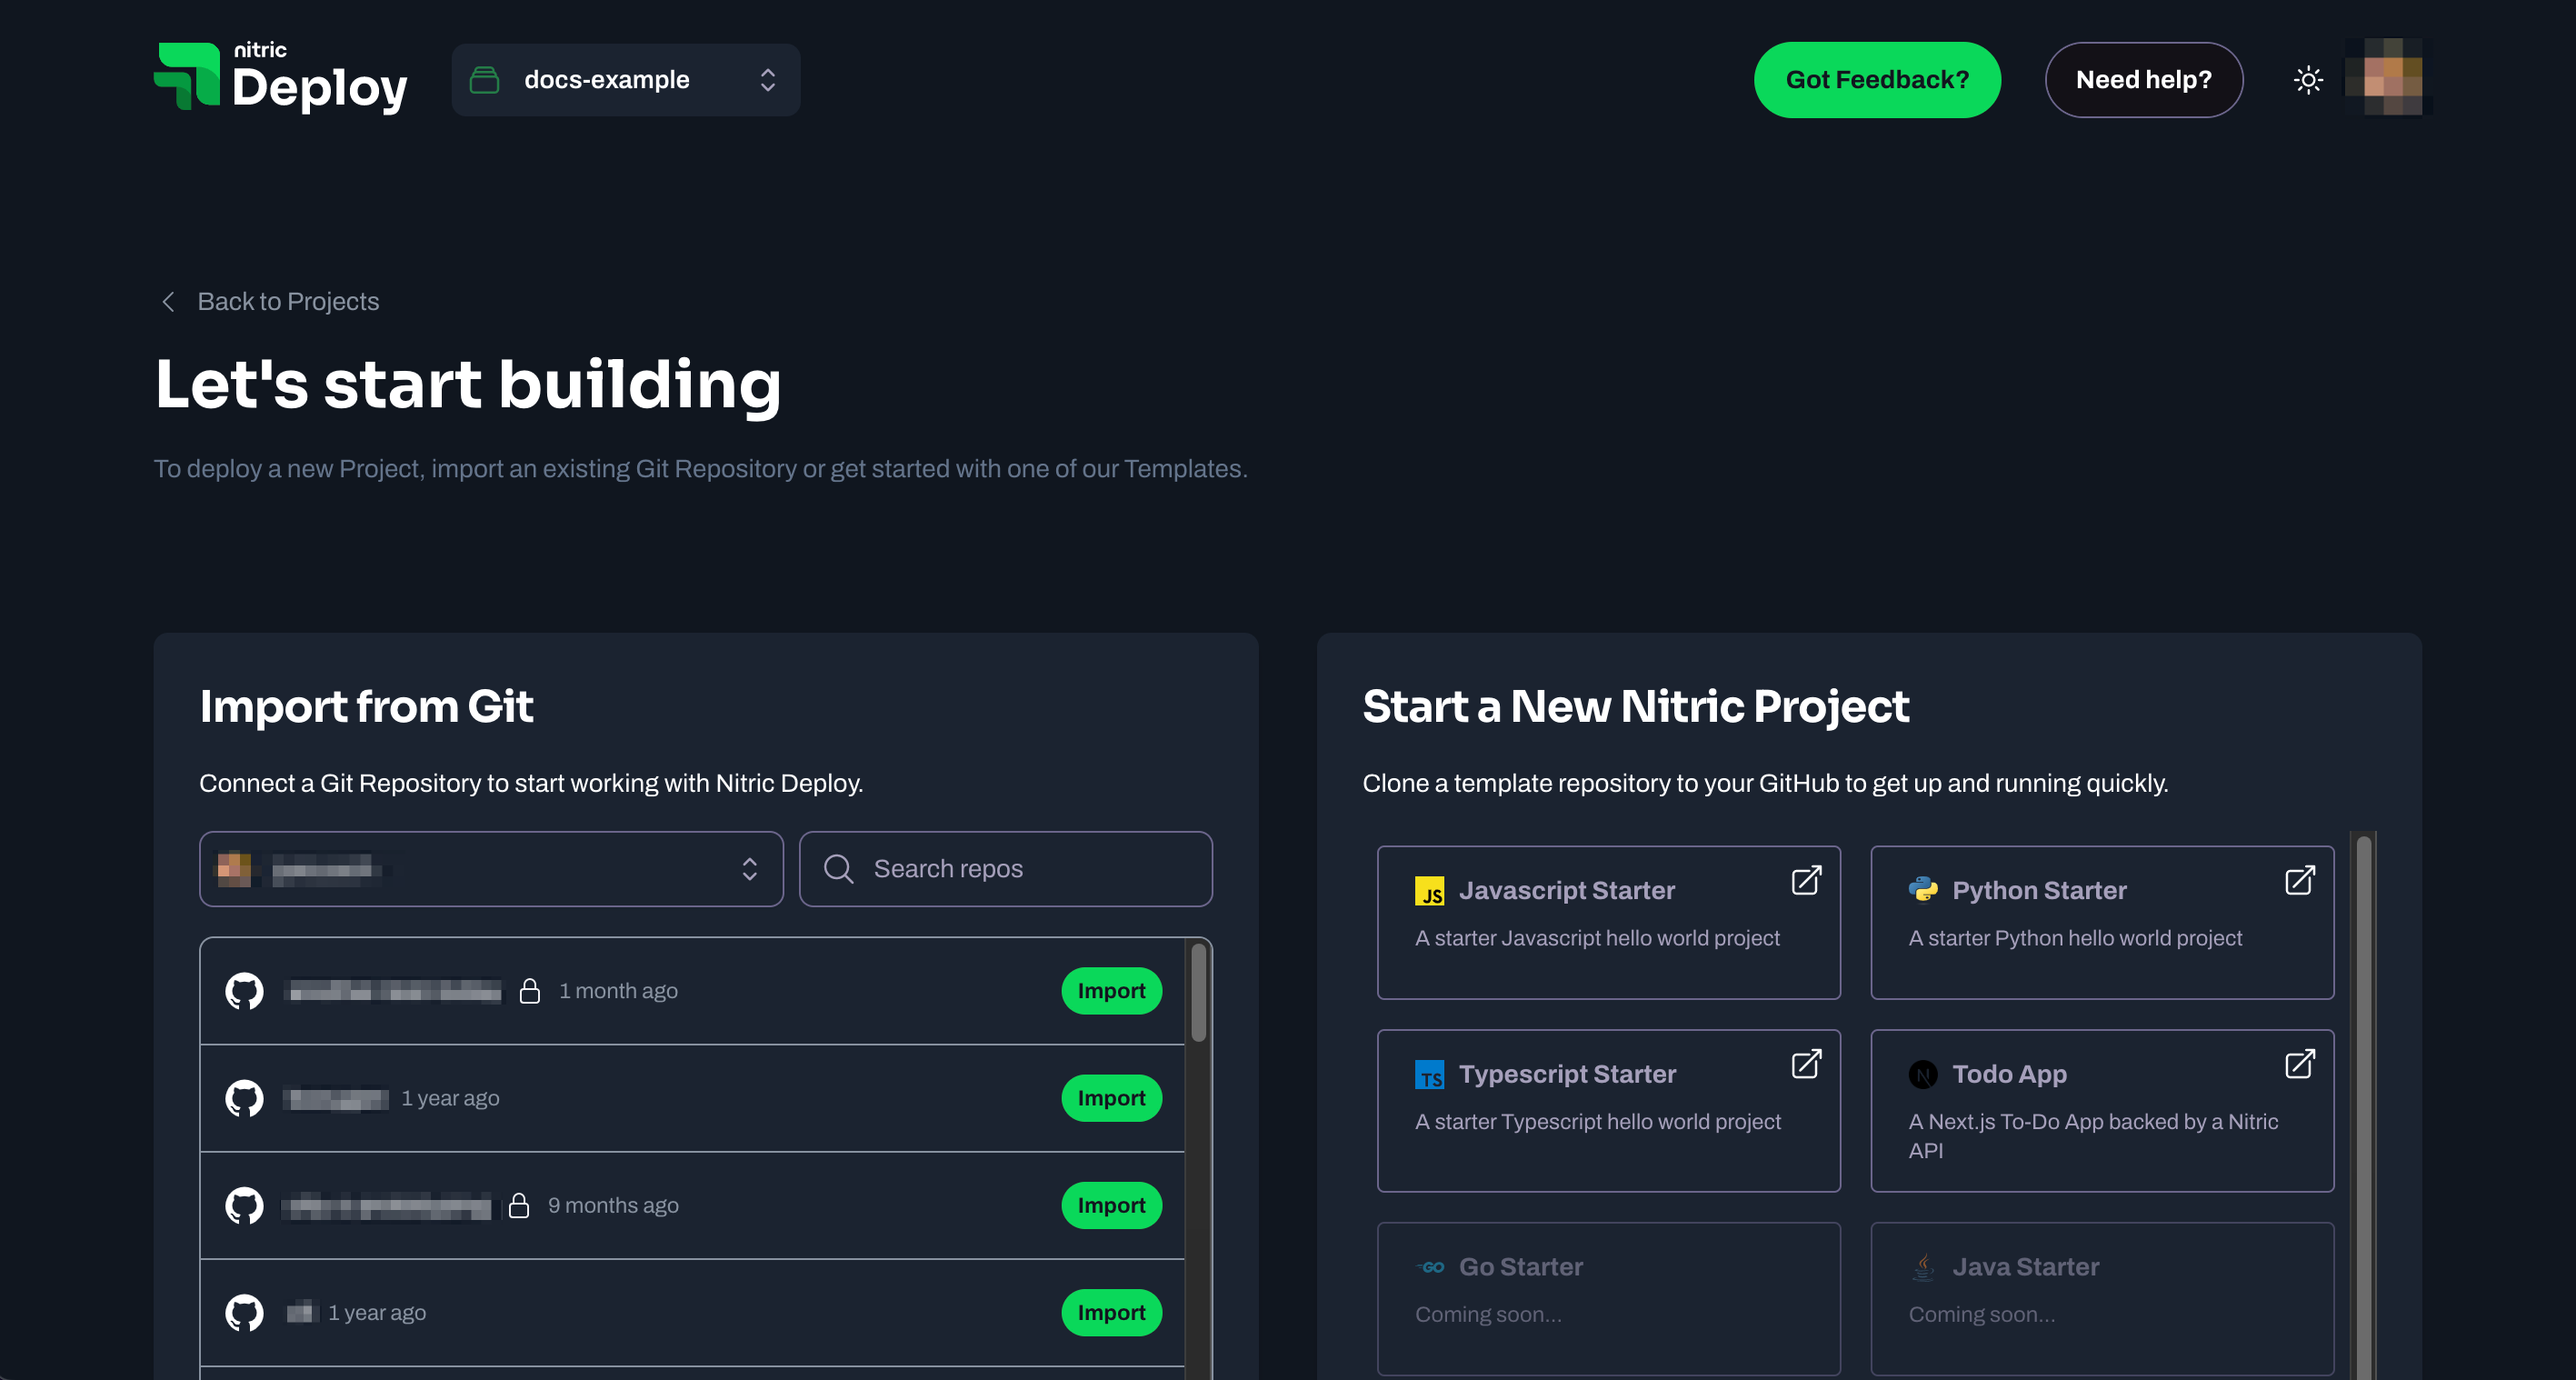 nitric
Deploy
docs-example
Got Feedback?
Need help?
Back to Projects
Let's start building
To deploy a new Project, import an existing Git Repository or get started with one of our Templates.
Import from Git
Connect a Git Repository to start working with Nitric Deploy.
Search repos
1 month ago
Import
1 year ago
Import
9 months ago
Import
1 year ago
Import
Start a New Nitric Project
Clone a template repository to your GitHub to get up and running quickly.
JS Javascript Starter
A starter Javascript hello world project
Python Starter
A starter Python hello world project
TS Typescript Starter
A starter Typescript hello world project
N Todo App
A Next.js To-Do App backed by a Nitric
API
GO Go Starter
Coming soon...
Java Starter
Coming soon...